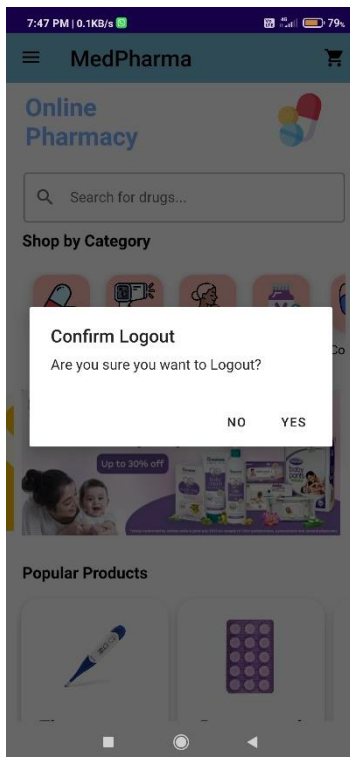 7:47 PM | 0.1KB/s
79%
MedPharma
Online
Pharmacy
Search for drugs...
Shop by Category
Co
Confirm Logout
Are you sure you want to Logout?
NO YES
Up to 30% off
Popular Products